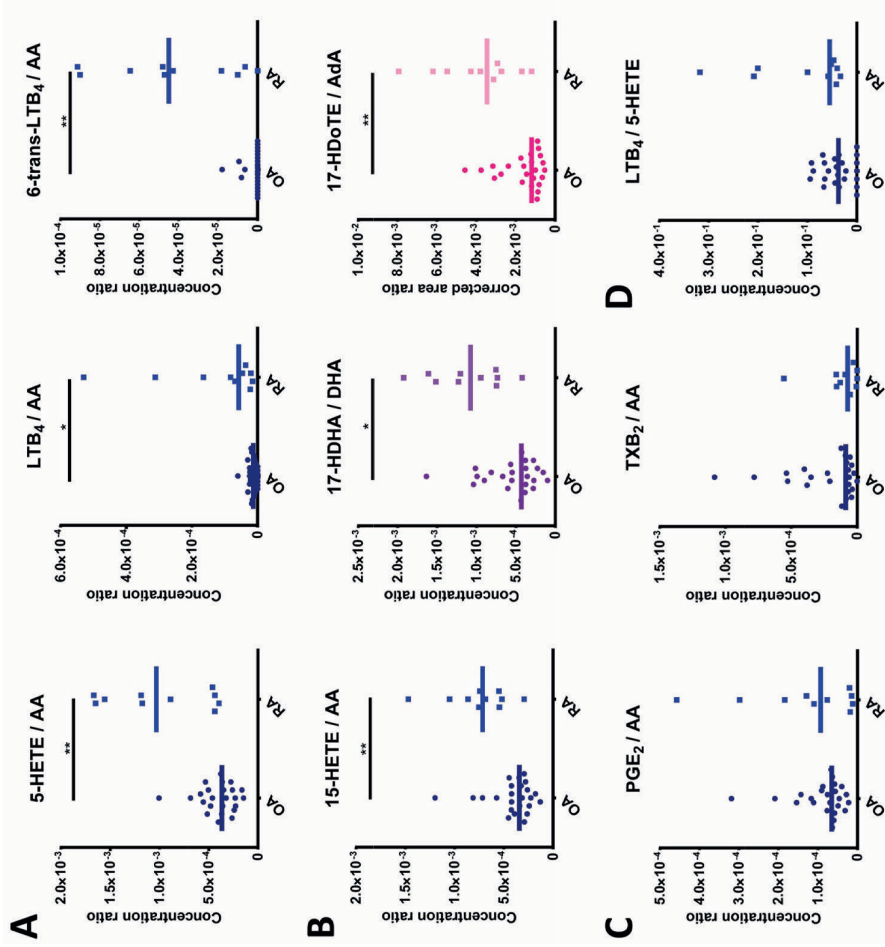 A
5-HETE / AA
Concentration ratio
2.0x10⁻³
1.5x10⁻³
1.0x10⁻³
5.0x10⁻⁴
0
**
OA
RA
LTB₄ / AA
Concentration ratio
6.0x10⁻⁴
4.0x10⁻⁴
2.0x10⁻⁴
0
*
OA
RA
6-trans-LTB₄ / AA
Concentration ratio
1.0x10⁻⁴
8.0x10⁻⁵
6.0x10⁻⁵
4.0x10⁻⁵
2.0x10⁻⁵
0
**
OA
RA
B
15-HETE / AA
Concentration ratio
2.0x10⁻³
1.5x10⁻³
1.0x10⁻³
5.0x10⁻⁴
0
**
OA
RA
17-HDHA / DHA
Concentration ratio
2.5x10⁻³
2.0x10⁻³
1.5x10⁻³
1.0x10⁻³
5.0x10⁻⁴
0
*
OA
RA
17-HDoTE / AdA
Corrected area ratio
1.0x10⁻²
8.0x10⁻³
6.0x10⁻³
4.0x10⁻³
2.0x10⁻³
0
**
OA
RA
C
PGE₂ / AA
Concentration ratio
5.0x10⁻⁴
4.0x10⁻⁴
3.0x10⁻⁴
2.0x10⁻⁴
1.0x10⁻⁴
0
OA
RA
TXB₂ / AA
Concentration ratio
1.5x10⁻³
1.0x10⁻³
5.0x10⁻⁴
0
OA
RA
D
LTB₄ / 5-HETE
Concentration ratio
4.0x10⁻¹
3.0x10⁻¹
2.0x10⁻¹
1.0x10⁻¹
0
OA
RA